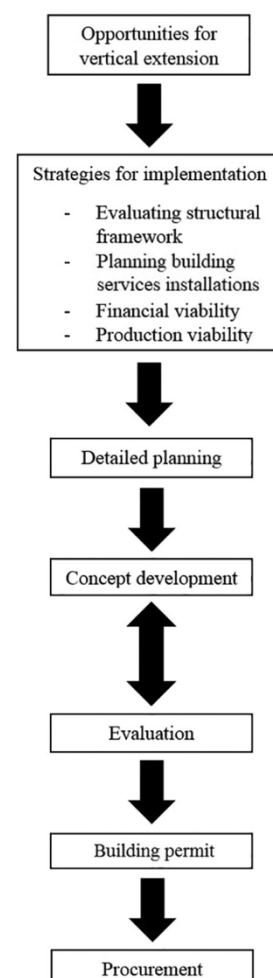 Opportunities for
vertical extension
Strategies for implementation
- Evaluating structural
framework
- Planning building
services installations
- Financial viability
- Production viability
Detailed planning
Concept development
Evaluation
Building permit
Procurement